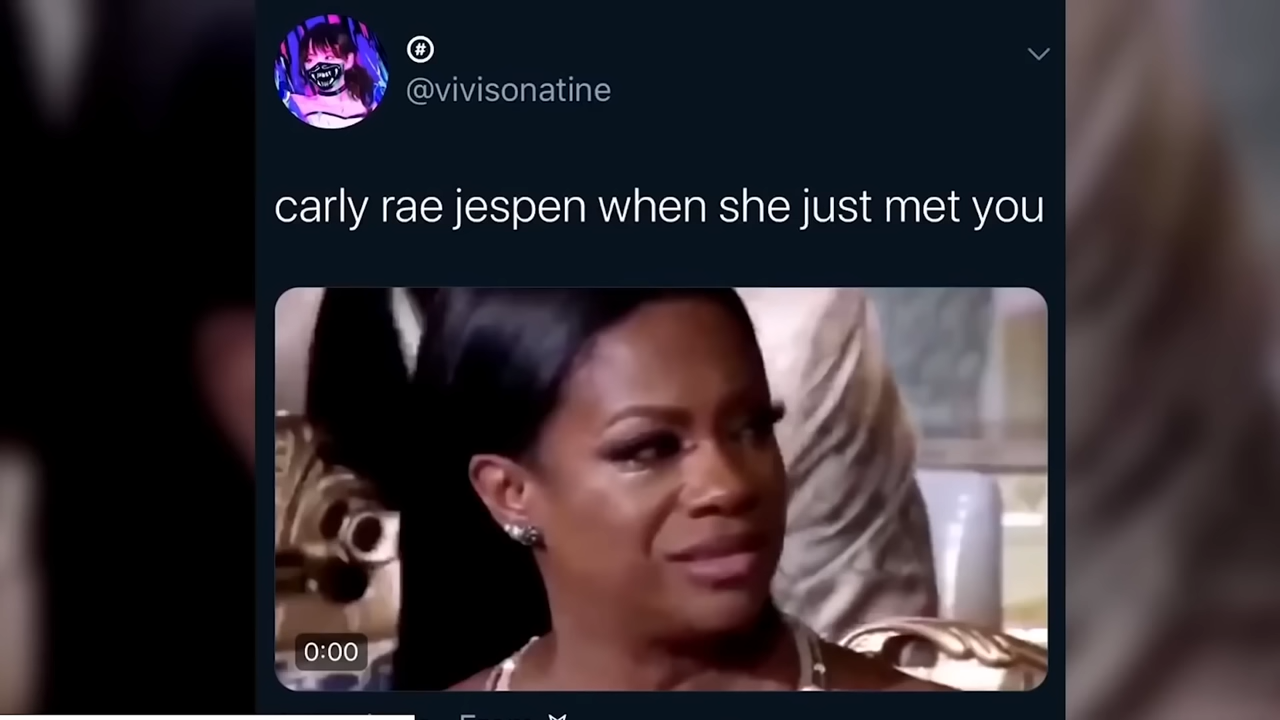 #
@vivisonatine
carly rae jespen when she just met you
0:00